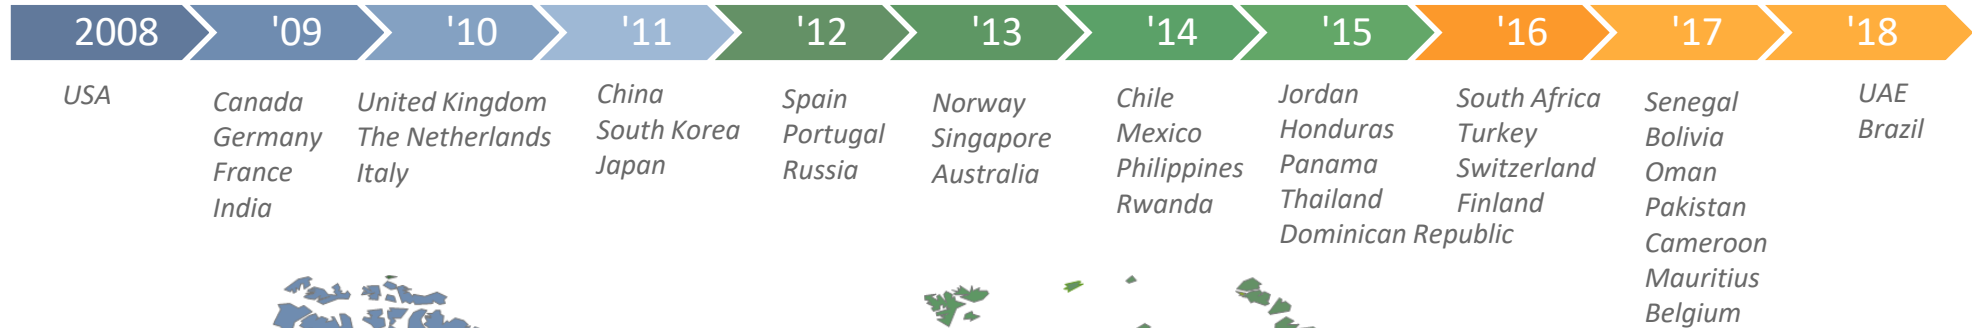 2008
'09
'10
'11
'12
'13
'14
'15
'16
'17
'18
USA
Canada
Germany
France
India
United Kingdom
The Netherlands
Italy
China
South Korea
Japan
Spain
Portugal
Russia
Norway
Singapore
Australia
Chile
Mexico
Philippines
Rwanda
Jordan
Honduras
Panama
Thailand
Dominican Republic
South Africa
Turkey
Switzerland
Finland
Senegal
Bolivia
Oman
Pakistan
Cameroon
Mauritius
Belgium
UAE
Brazil